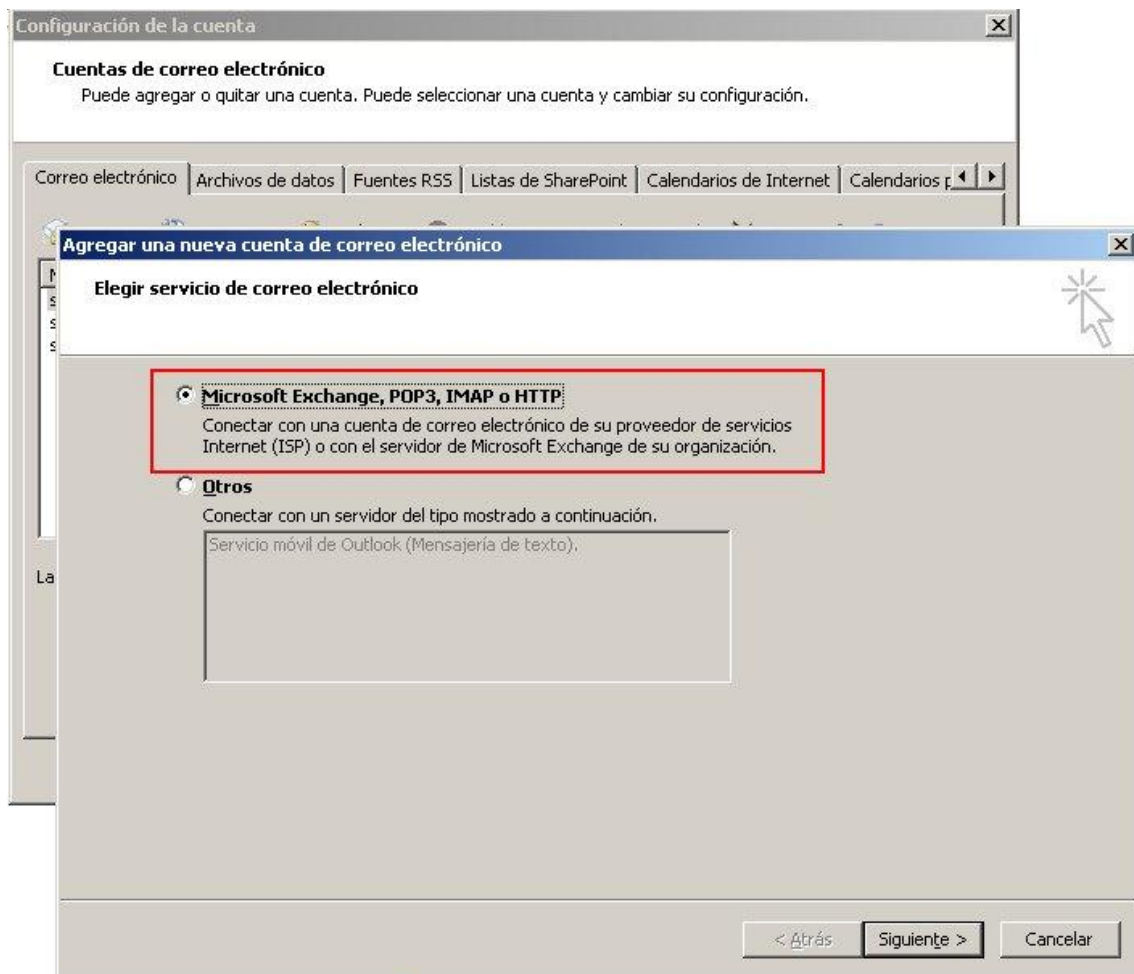 Configuración de la cuenta
Cuentas de correo electrónico
Puede agregar o quitar una cuenta. Puede seleccionar una cuenta y cambiar su configuración.
Correo electrónico Archivos de datos Fuentes RSS Listas de SharePoint Calendarios de Internet Calendarios
Agregar una nueva cuenta de correo electrónico
Elegir servicio de correo electrónico
Microsoft Exchange, POP3, IMAP o HTTP
Conectar con una cuenta de correo electrónico de su proveedor de servicios
Internet (ISP) o con el servidor de Microsoft Exchange de su organización.
Otros
Conectar con un servidor del tipo mostrado a continuación.
Servicio móvil de Outlook (Mensajería de texto).
La
< Atrás Siguiente > Cancelar